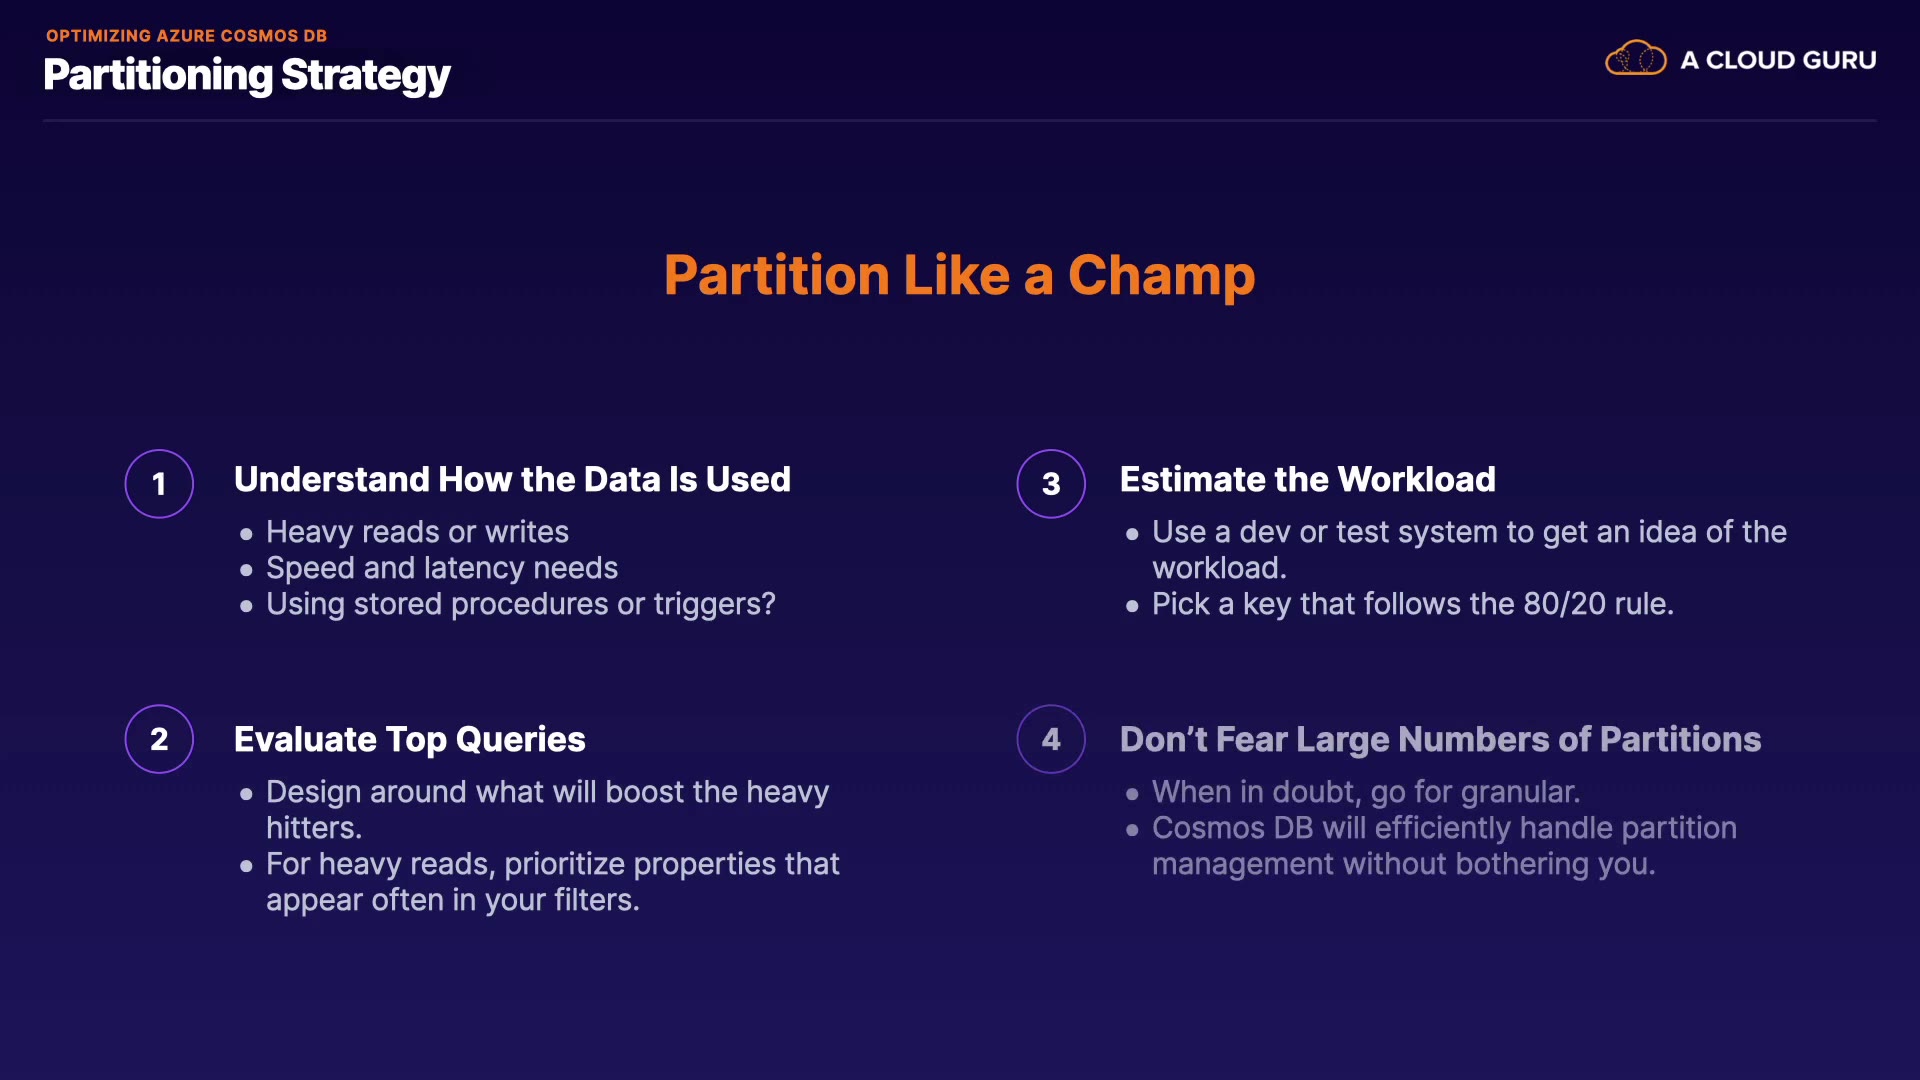 OPTIMIZING AZURE COSMOS DB
Partitioning Strategy
A CLOUD GURU
Partition Like a Champ
1
Understand How the Data Is Used
• Heavy reads or writes
• Speed and latency needs
• Using stored procedures or triggers?
2
Evaluate Top Queries
• Design around what will boost the heavy
hitters.
• For heavy reads, prioritize properties that
appear often in your filters.
3
Estimate the Workload
• Use a dev or test system to get an idea of the
workload.
• Pick a key that follows the 80/20 rule.
4
Don’t Fear Large Numbers of Partitions
• When in doubt, go for granular.
• Cosmos DB will efficiently handle partition
management without bothering you.